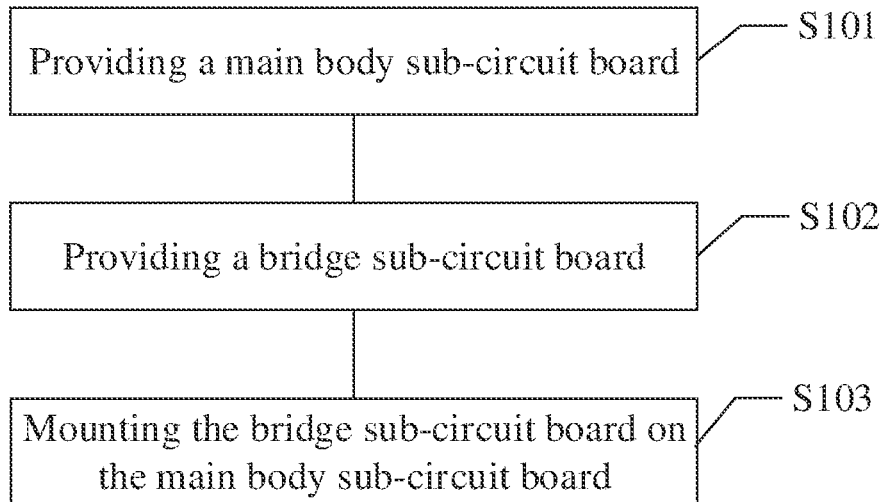 S101
Providing a main body sub-circuit board
S102
Providing a bridge sub-circuit board
S103
Mounting the bridge sub-circuit board on
the main body sub-circuit board